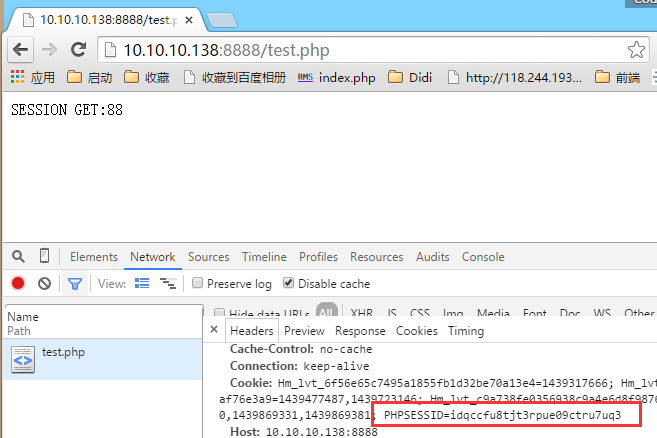 10.10.10.138:8888/test.p
10.10.10.138:8888/test.php
应用 启动 收藏 收藏到百度相册 RMS index.php Didi http://118.244.193... 前端
SESSION GET:88
Elements Network Sources Timeline Profiles Resources Audits Console
View: Preserve log Disable cache
Name
Path
Hide data URLs All XHR JS CSS Img Media Font Doc WS Other
Headers Preview Response Cookies Timing
test.php
Cache-Control: no-cache
Connection: keep-alive
Cookie: Hm_lvt_6f56e65c7495a1855fb1d32be70a13e4=1439317666; Hm_lv
af76e3a9=1439477487,1439723146; Hm_lvt_c9a738fe0356938c9a4e6d8f9876
0,1439869331,1439869381; PHPSESSID=idqccfu8tjt3rpue09ctru7uq3
Host: 10.10.10.138:8888